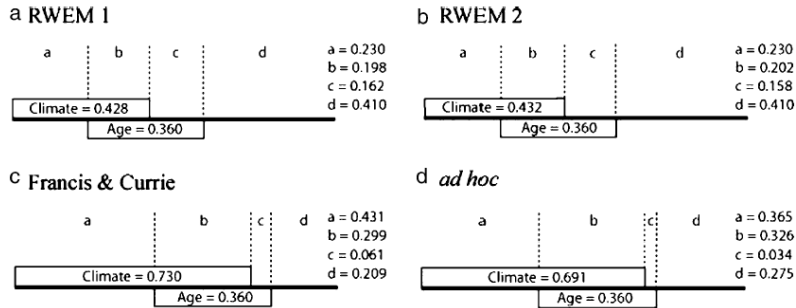 a RWEM 1
a b c d
a = 0.230
b = 0.198
c = 0.162
d = 0.410
Climate = 0.428
Age = 0.360
b RWEM 2
a b c d
a = 0.230
b = 0.202
c = 0.158
d = 0.410
Climate = 0.432
Age = 0.360
c Francis & Currie
a b c d
a = 0.431
b = 0.299
c = 0.061
d = 0.209
Climate = 0.730
Age = 0.360
d ad hoc
a b c d
a = 0.365
b = 0.326
c = 0.034
d = 0.275
Climate = 0.691
Age = 0.360